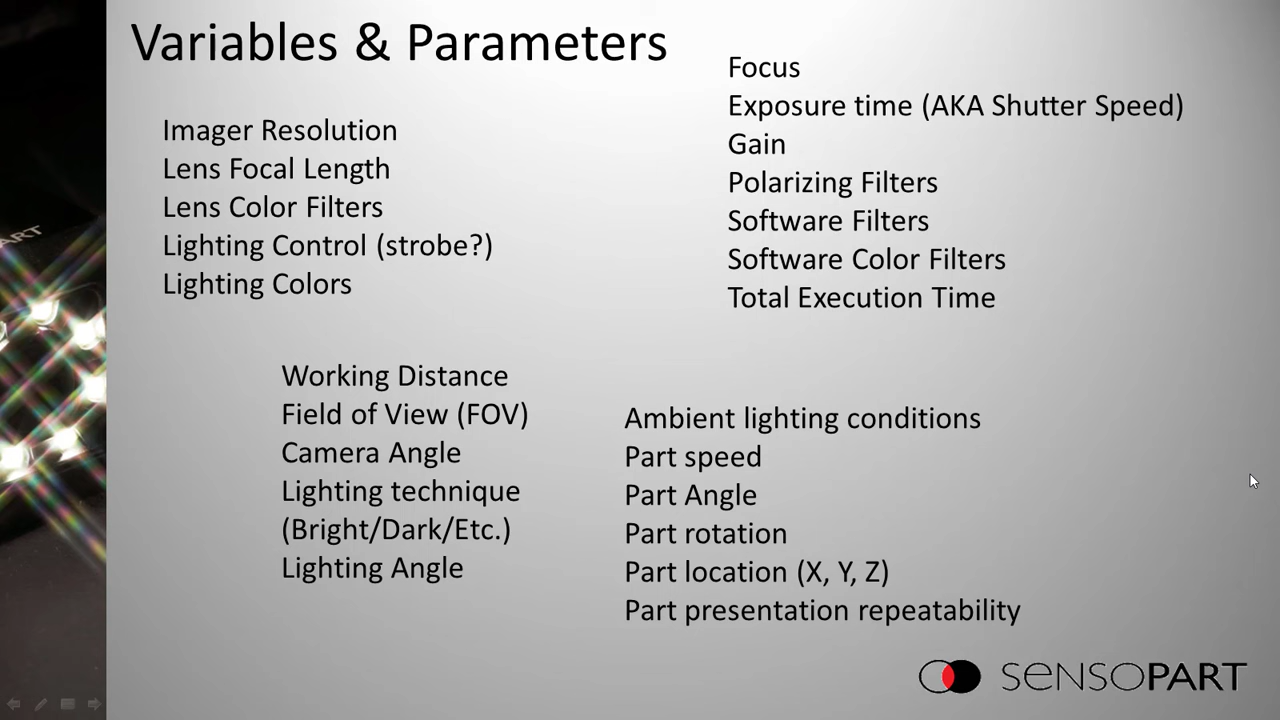 Variables & Parameters
Imager Resolution
Lens Focal Length
Lens Color Filters
Lighting Control (strobe?)
Lighting Colors
Focus
Exposure time (AKA Shutter Speed)
Gain
Polarizing Filters
Software Filters
Software Color Filters
Total Execution Time
Working Distance
Field of View (FOV)
Camera Angle
Lighting technique
(Bright/Dark/Etc.)
Lighting Angle
Ambient lighting conditions
Part speed
Part Angle
Part rotation
Part location (X, Y, Z)
Part presentation repeatability
SENSOPART
ART